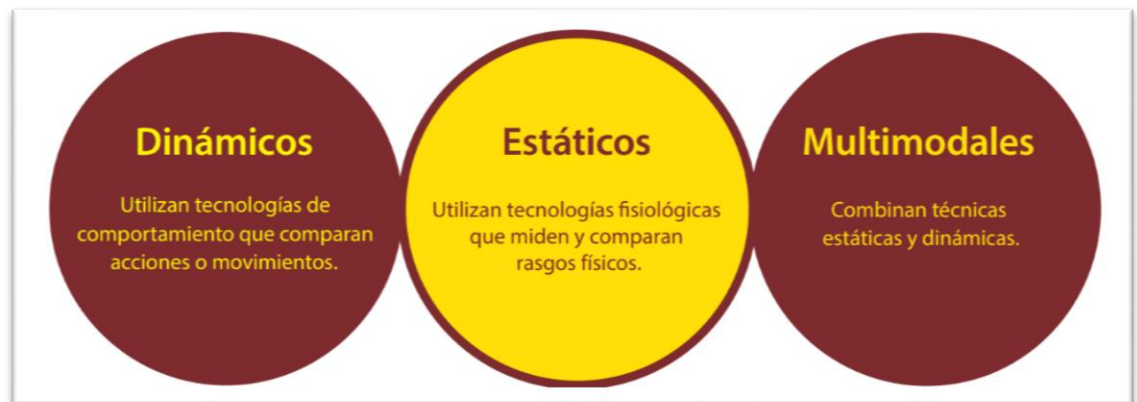 Dinámicos
Utilizan tecnologías de
comportamiento que comparan
acciones o movimientos.
Estáticos
Utilizan tecnologías fisiológicas
que miden y comparan
rasgos físicos.
Multimodales
Combinan técnicas
estáticas y dinámicas.